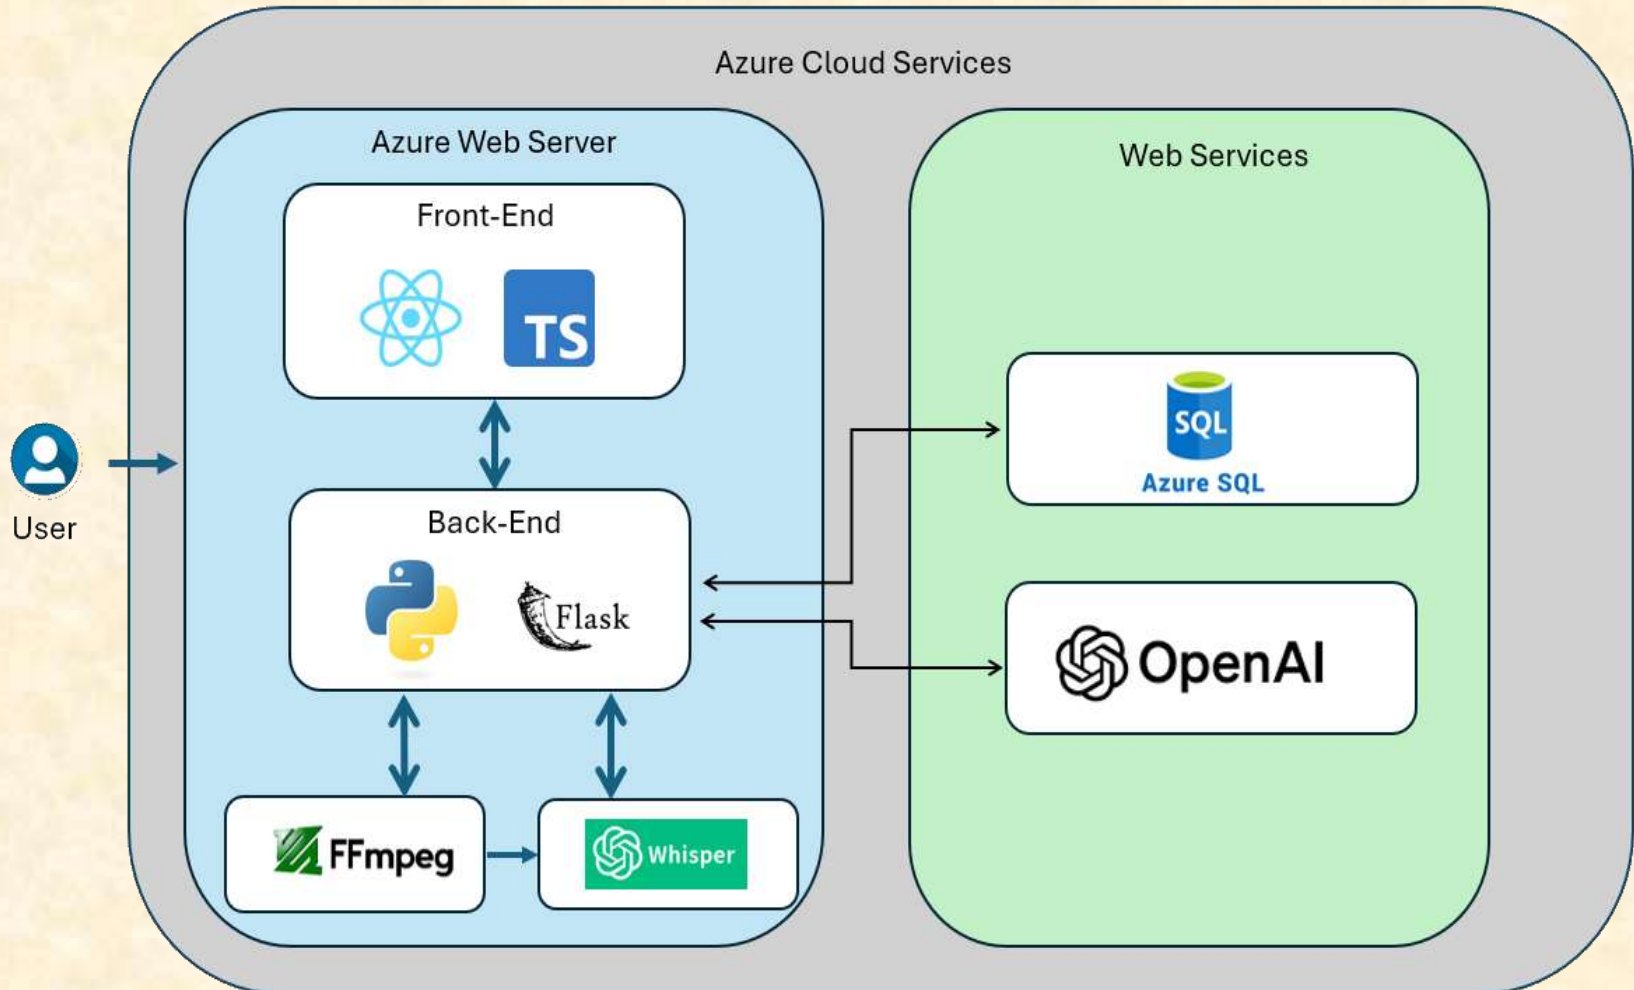 Azure Cloud Services
Azure Web Server
Front-End
TS
User
Back-End
Flask
FFmpeg
Whisper
Web Services
SQL
Azure SQL
OpenAI